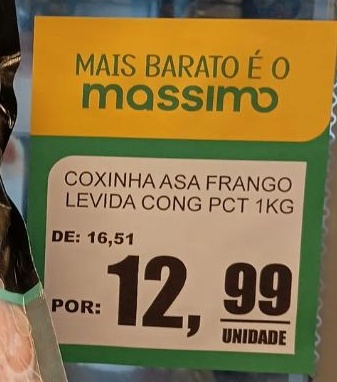 MAIS BARATO É O
massimo
COXINHA ASA FRANGO
LEVIDA CONG PCT 1KG
DE: 16,51
POR: 12,99
UNIDADE